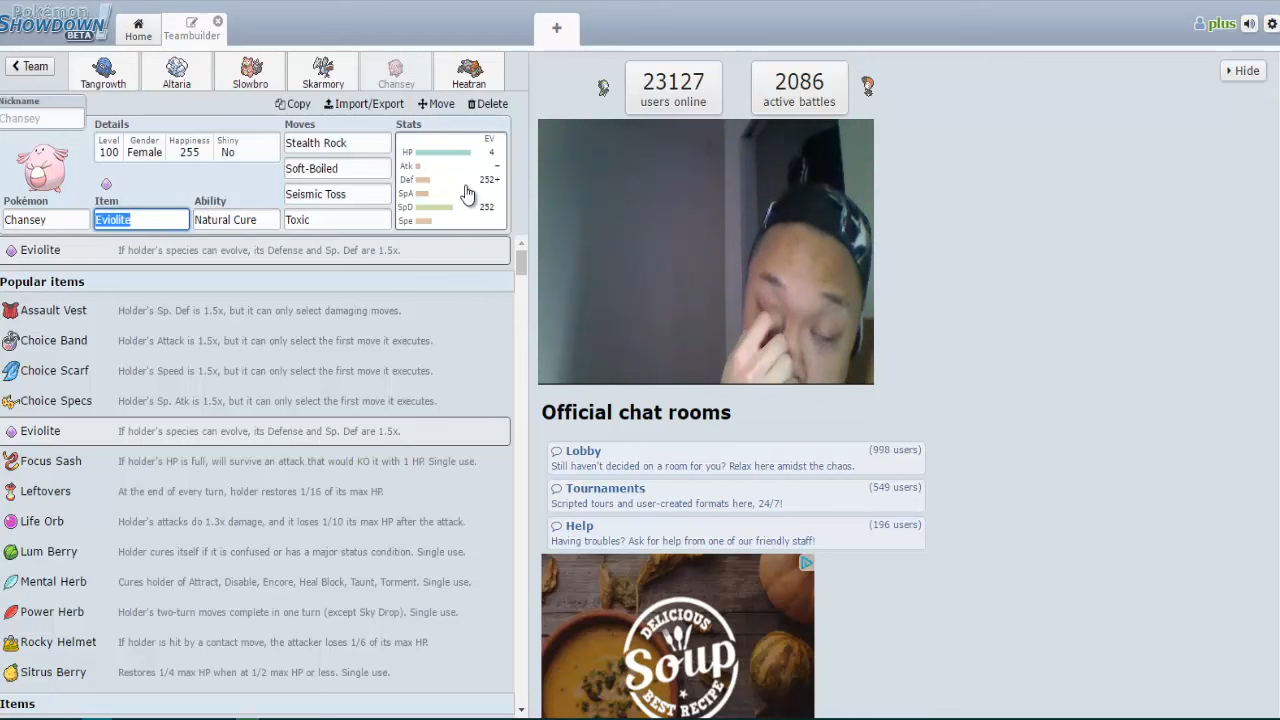 Pokémon
SHOWDOWN!
BETA
Home
Teambuilder
+
plus
Team
Tangrowth
Altaria
Slowbro
Skarmory
Chansey
Heatran
23127
users online
2086
active battles
Hide
Nickname
Chansey
Copy
Import/Export
Move
Delete
Details
Moves
Stats
Level
100
Gender
Female
Happiness
255
Shiny
No
Stealth Rock
Soft-Boiled
Seismic Toss
Toxic
EV
HP 4
Atk –
Def 252+
SpA
SpD 252
Spe
Pokémon
Item
Ability
Chansey
Eviolite
Natural Cure
Eviolite If holder's species can evolve, its Defense and Sp. Def are 1.5x.
Popular items
Assault Vest Holder's Sp. Def is 1.5x, but it can only select damaging moves.
Choice Band Holder's Attack is 1.5x, but it can only select the first move it executes.
Choice Scarf Holder's Speed is 1.5x, but it can only select the first move it executes.
Choice Specs Holder's Sp. Atk is 1.5x, but it can only select the first move it executes.
Eviolite If holder's species can evolve, its Defense and Sp. Def are 1.5x.
Focus Sash If holder's HP is full, will survive an attack that would KO it with 1 HP. Single use.
Leftovers At the end of every turn, holder restores 1/16 of its max HP.
Life Orb Holder's attacks do 1.3x damage, and it loses 1/10 its max HP after the attack.
Lum Berry Holder cures itself if it is confused or has a major status condition. Single use.
Mental Herb Cures holder of Attract, Disable, Encore, Heal Block, Taunt, Torment. Single use.
Power Herb Holder's two-turn moves complete in one turn (except Sky Drop). Single use.
Rocky Helmet If holder is hit by a contact move, the attacker loses 1/6 of its max HP.
Sitrus Berry Restores 1/4 max HP when at 1/2 max HP or less. Single use.
Items
Official chat rooms
Lobby (998 users)
Still haven't decided on a room for you? Relax here amidst the chaos.
Tournaments (549 users)
Scripted tours and user-created formats here, 24/7!
Help (196 users)
Having troubles? Ask for help from one of our friendly staff!
DELICIOUS
Soup
BEST RECIPE